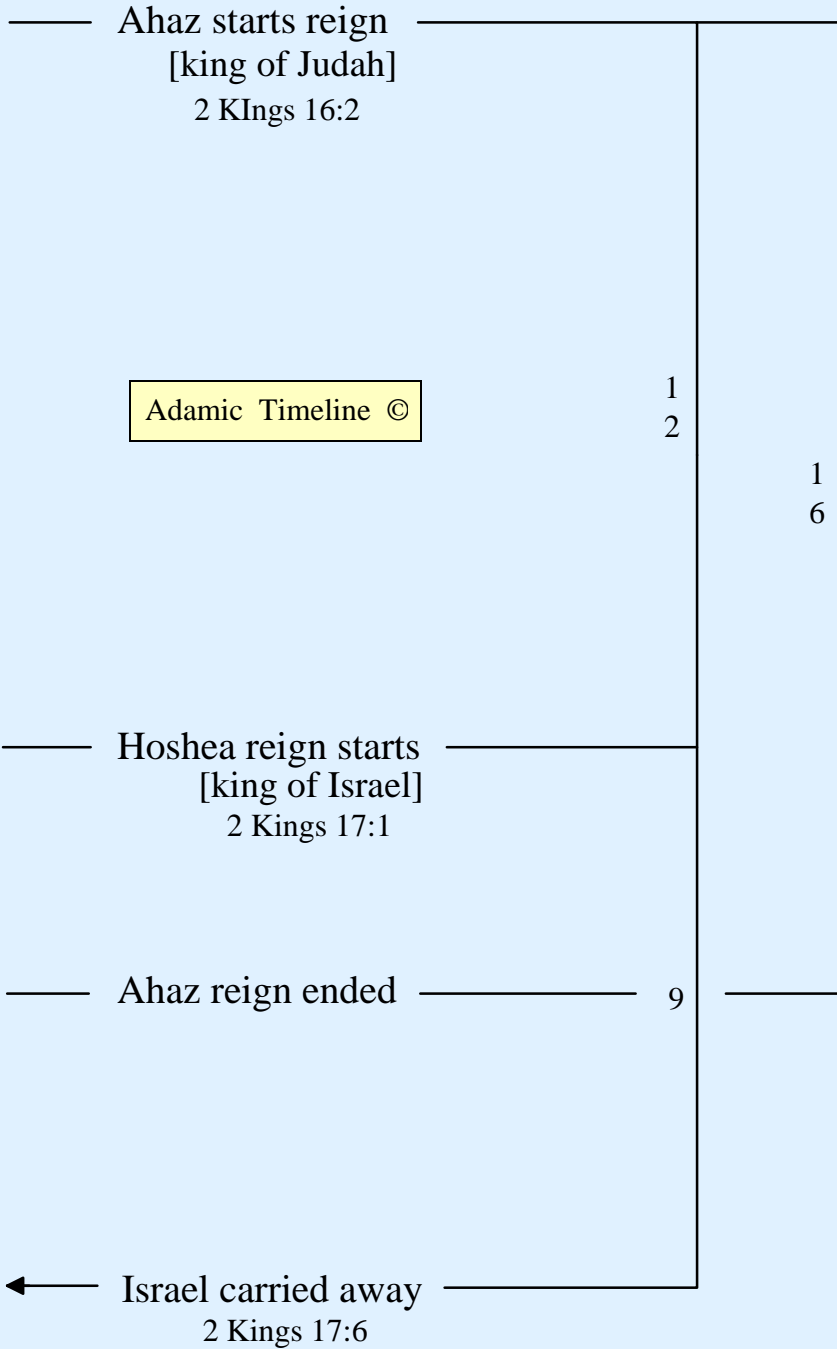 Ahaz starts reign
[king of Judah]
2 KIngs 16:2
Adamic Timeline ©
1
2
1
6
Hoshea reign starts
[king of Israel]
2 Kings 17:1
Ahaz reign ended
9
Israel carried away
2 Kings 17:6